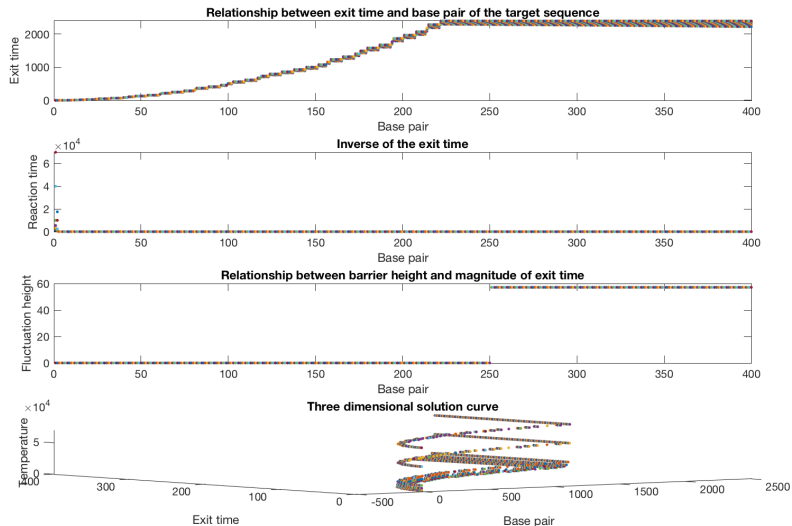 Relationship between exit time and base pair of the target sequence
Exit time
2000
1000
0
0 50 100 150 200 250 300 350 400
Base pair
Inverse of the exit time
×10^4
Reaction time
6
4
2
0
0 50 100 150 200 250 300 350 400
Base pair
Relationship between barrier height and magnitude of exit time
Fluctuation height
60
40
20
0
0 50 100 150 200 250 300 350 400
Base pair
Three dimensional solution curve
×10^4
Temperature
5
0
400 300 200 100 0
-500 0 500 1000 1500 2000 2500
Exit time
Base pair